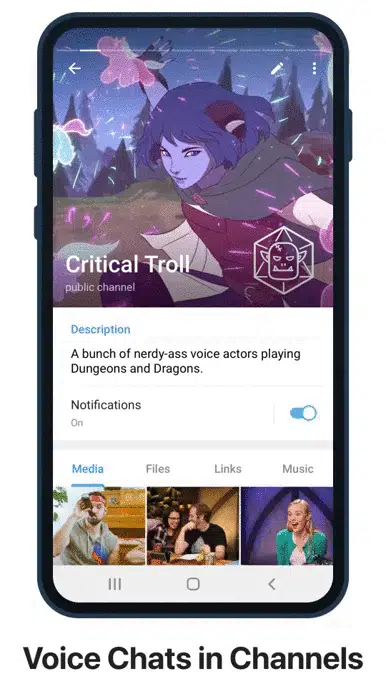 Critical Troll
public channel
Description
A bunch of nerdy-ass voice actors playing
Dungeons and Dragons.
Notifications
On
Media Files Links Music
Voice Chats in Channels